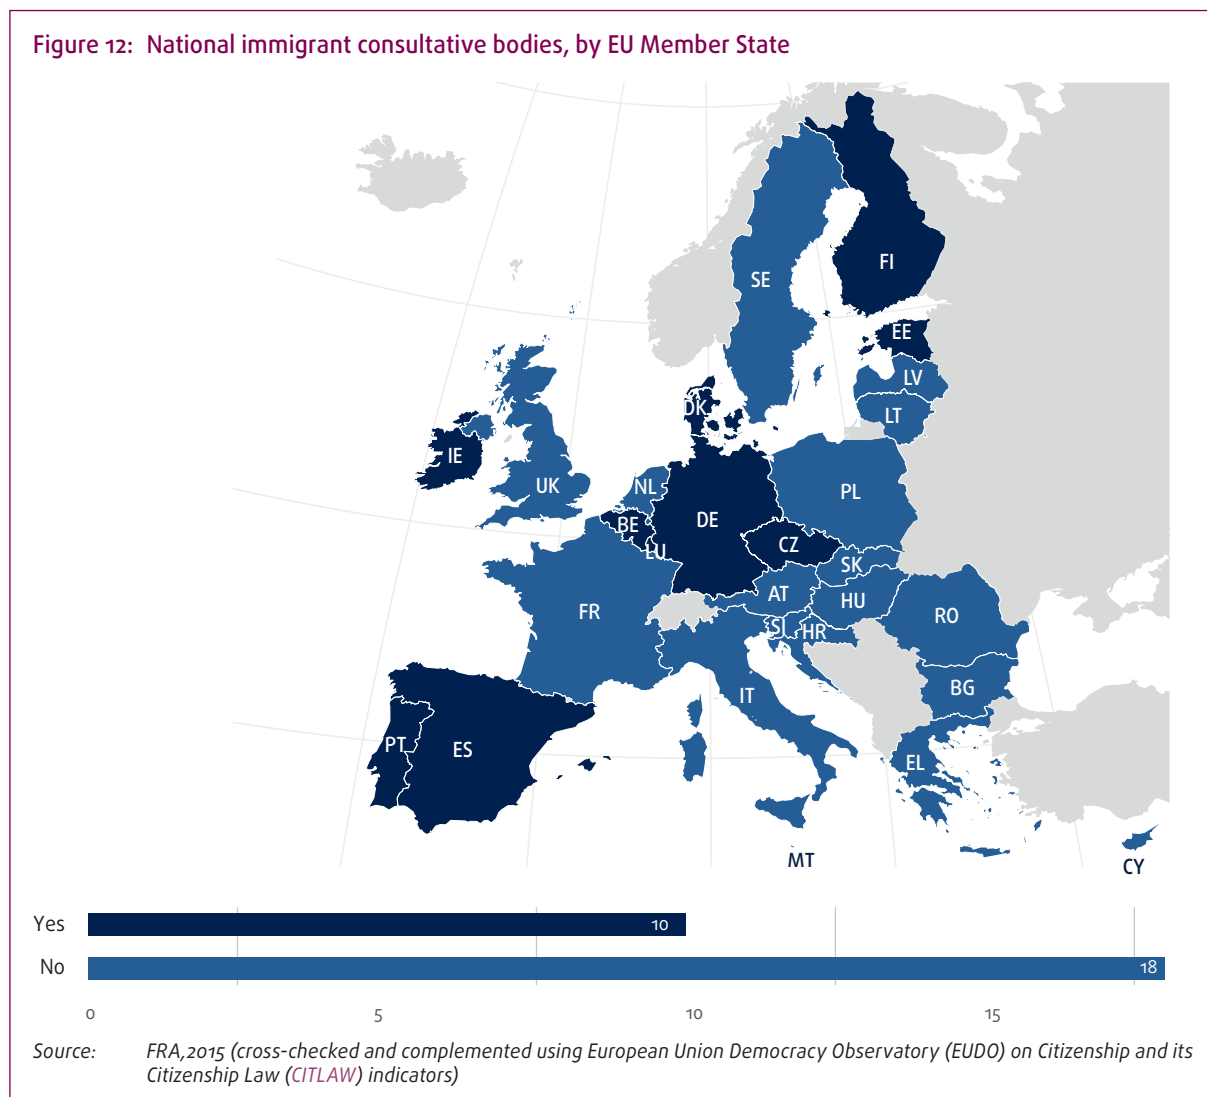 Figure 12: National immigrant consultative bodies, by EU Member State
FI
SE
EE
LV
DK
LT
IE
UK
NL
PL
BE
DE
LU
CZ
SK
AT
HU
FR
SI
HR
RO
IT
BG
PT
ES
EL
MT
CY
Yes 10
No 18
0 5 10 15
Source: FRA,2015 (cross-checked and complemented using European Union Democracy Observatory (EUDO) on Citizenship and its
Citizenship Law (CITLAW) indicators)